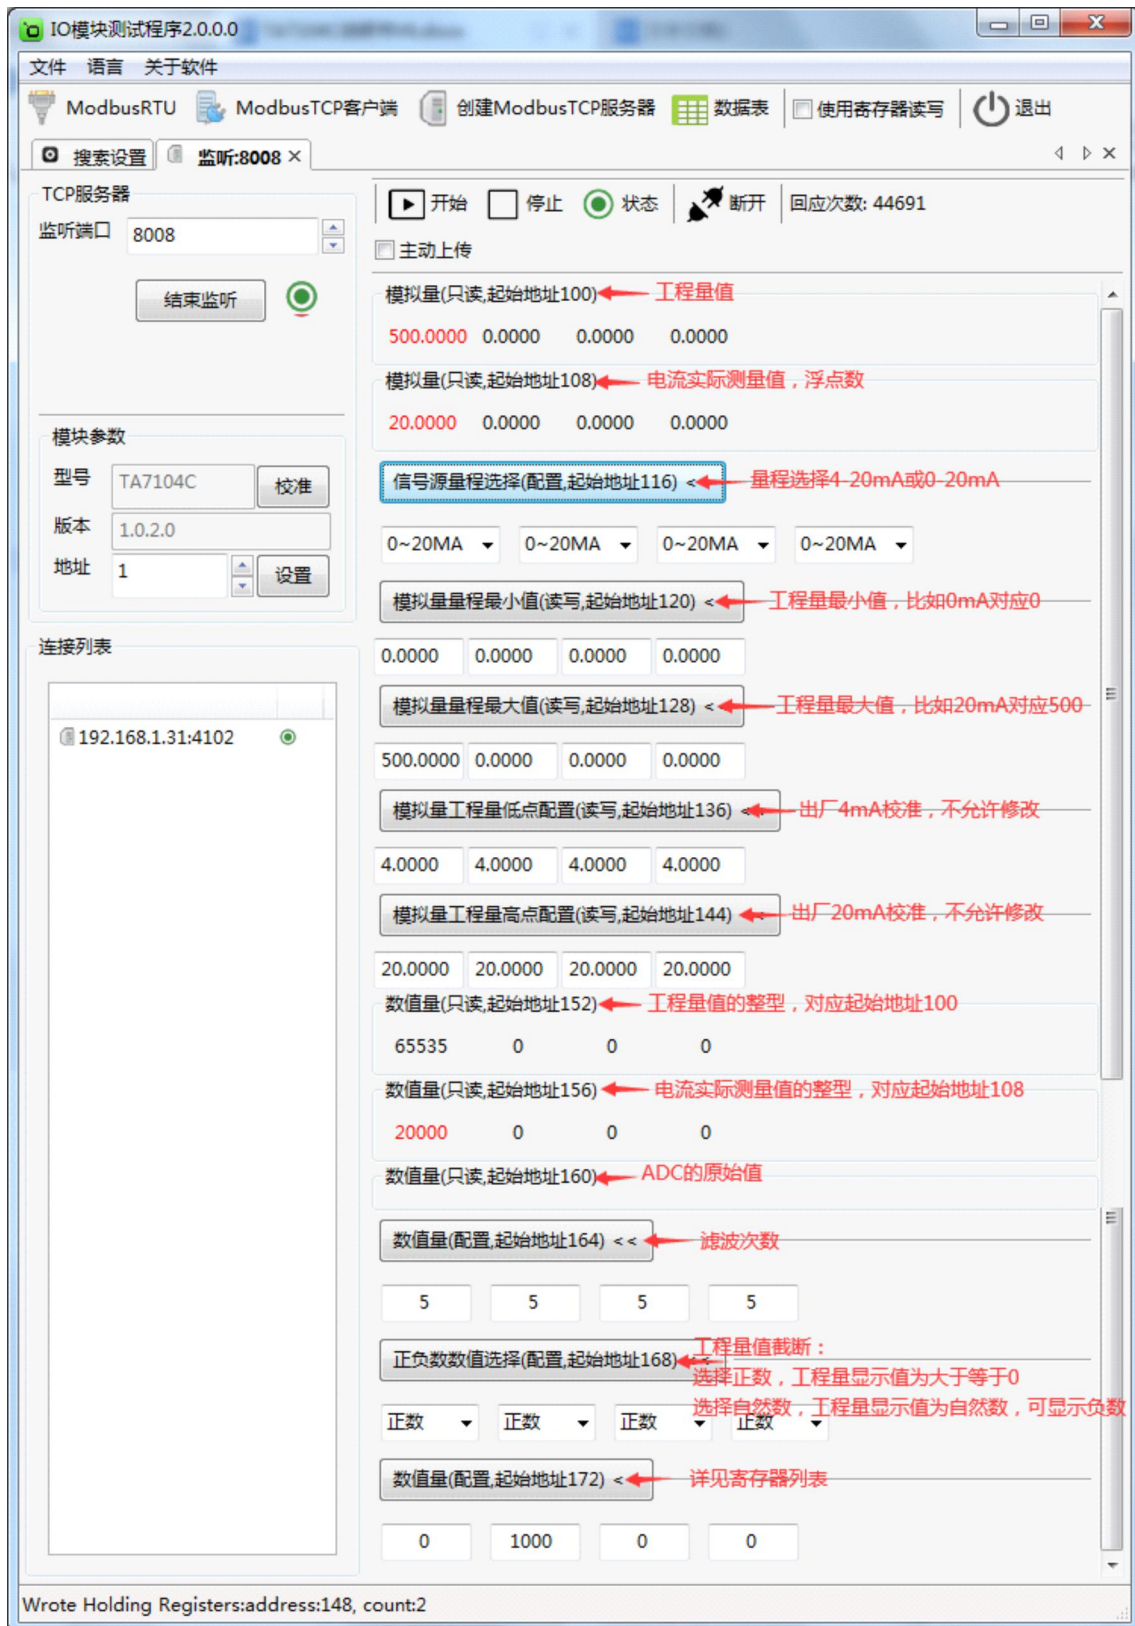 IO模块测试程序2.0.0.0
文件 语言 关于软件
ModbusRTU ModbusTCP客户端 创建ModbusTCP服务器 数据表 使用寄存器读写 退出
搜素设置 监听:8008
TCP服务器
监听端口 8008
结束监听
开始 停止 状态 断开 回应次数: 44691
主动上传
模拟量(只读,起始地址100) 工程量值
500.0000 0.0000 0.0000 0.0000
模拟量(只读,起始地址108) 电流实际测量值，浮点数
20.0000 0.0000 0.0000 0.0000
模块参数
型号 TA7104C 校准
版本 1.0.2.0
地址 1 设置
信号源量程选择(配置,起始地址116) < 量程选择4-20mA或0-20mA
0~20MA 0~20MA 0~20MA 0~20MA
模拟量量程最小值(读写,起始地址120) < 工程量最小值，比如0mA对应0
0.0000 0.0000 0.0000 0.0000
连接列表
192.168.1.31:4102
模拟量量程最大值(读写,起始地址128) < 工程量最大值，比如20mA对应500
500.0000 0.0000 0.0000 0.0000
模拟量工程量低点配置(读写,起始地址136) < 出厂4mA校准，不允许修改
4.0000 4.0000 4.0000 4.0000
模拟量工程量高点配置(读写,起始地址144) 出厂20mA校准，不允许修改
20.0000 20.0000 20.0000 20.0000
数值量(只读,起始地址152) 工程量值的整型，对应起始地址100
65535 0 0 0
数值量(只读,起始地址156) 电流实际测量值的整型，对应起始地址108
20000 0 0 0
数值量(只读,起始地址160) ADC的原始值
数值量(配置,起始地址164) << 滤波次数
5 5 5 5
正负数数值选择(配置,起始地址168) 工程量值截断：
选择正数，工程量显示值为大于等于0
选择自然数，工程量显示值为自然数，可显示负数
正数 正数 正数 正数
数值量(配置,起始地址172) < 详见寄存器列表
0 1000 0 0
Wrote Holding Registers:address:148, count:2